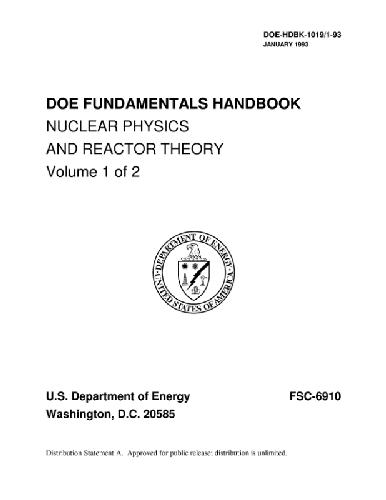 DOE-HDBK-1019/1-93
JANUARY 1993
DOE FUNDAMENTALS HANDBOOK
NUCLEAR PHYSICS
AND REACTOR THEORY
Volume 1 of 2
DEPARTMENT OF ENERGY
UNITED STATES OF AMERICA
U.S. Department of Energy
FSC-6910
Washington, D.C. 20585
Distribution Statement A. Approved for public release; distribution is unlimited.